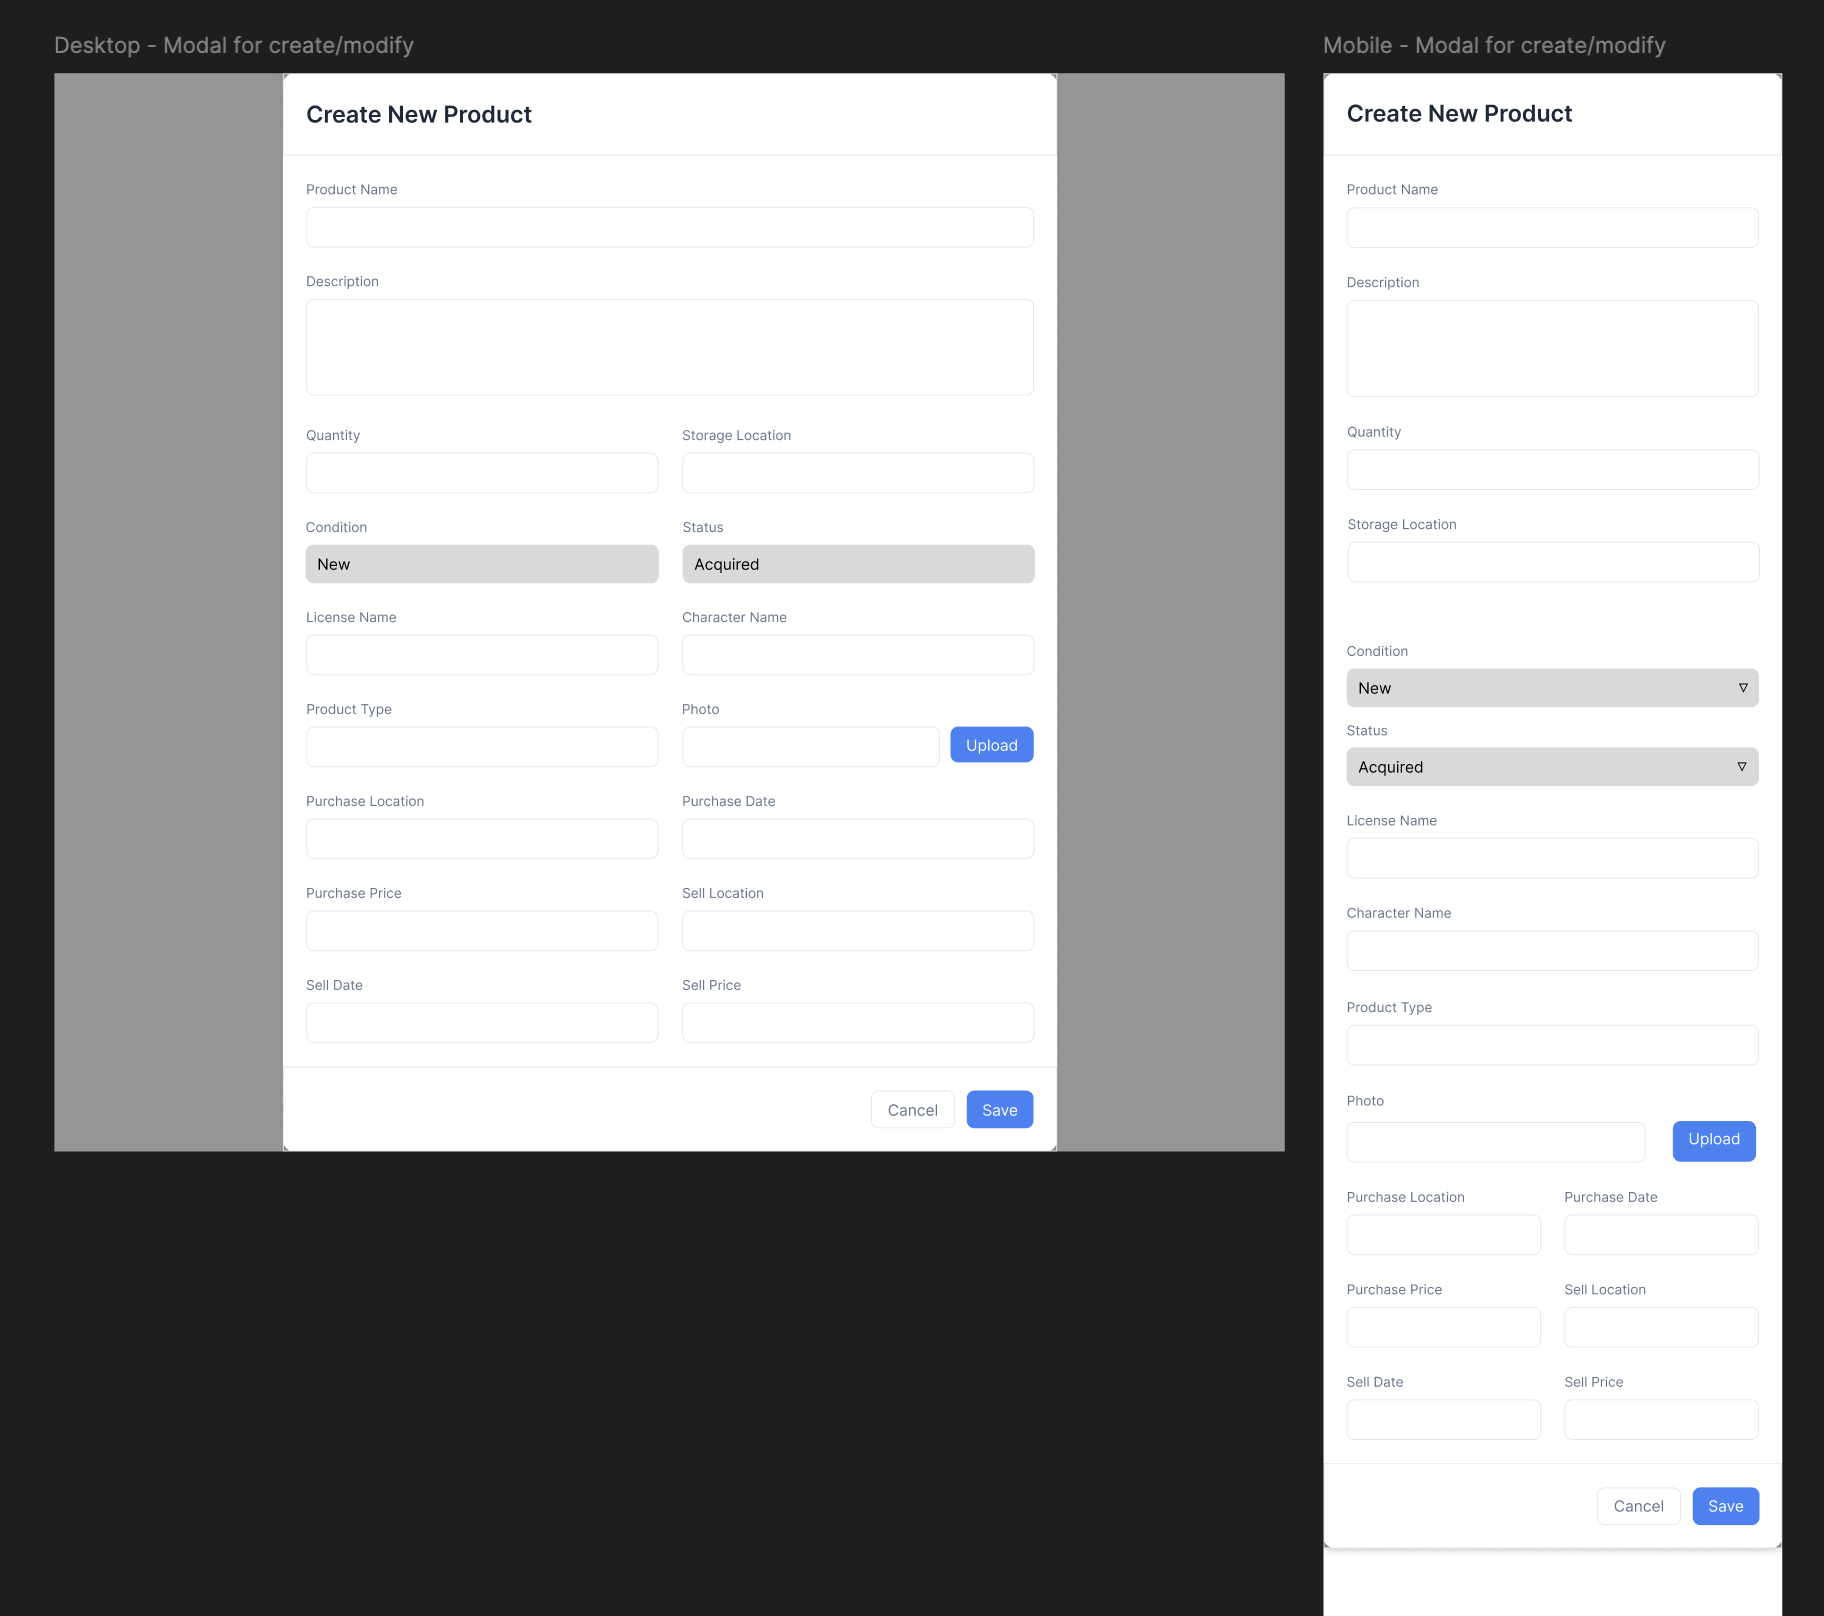 Desktop - Modal for create/modify
Create New Product
Product Name
Description
Quantity
Storage Location
Condition
Status
New
Acquired
License Name
Character Name
Product Type
Photo
Upload
Purchase Location
Purchase Date
Purchase Price
Sell Location
Sell Date
Sell Price
Cancel
Save
Mobile - Modal for create/modify
Create New Product
Product Name
Description
Quantity
Storage Location
Condition
New
Status
Acquired
License Name
Character Name
Product Type
Photo
Upload
Purchase Location
Purchase Date
Purchase Price
Sell Location
Sell Date
Sell Price
Cancel
Save